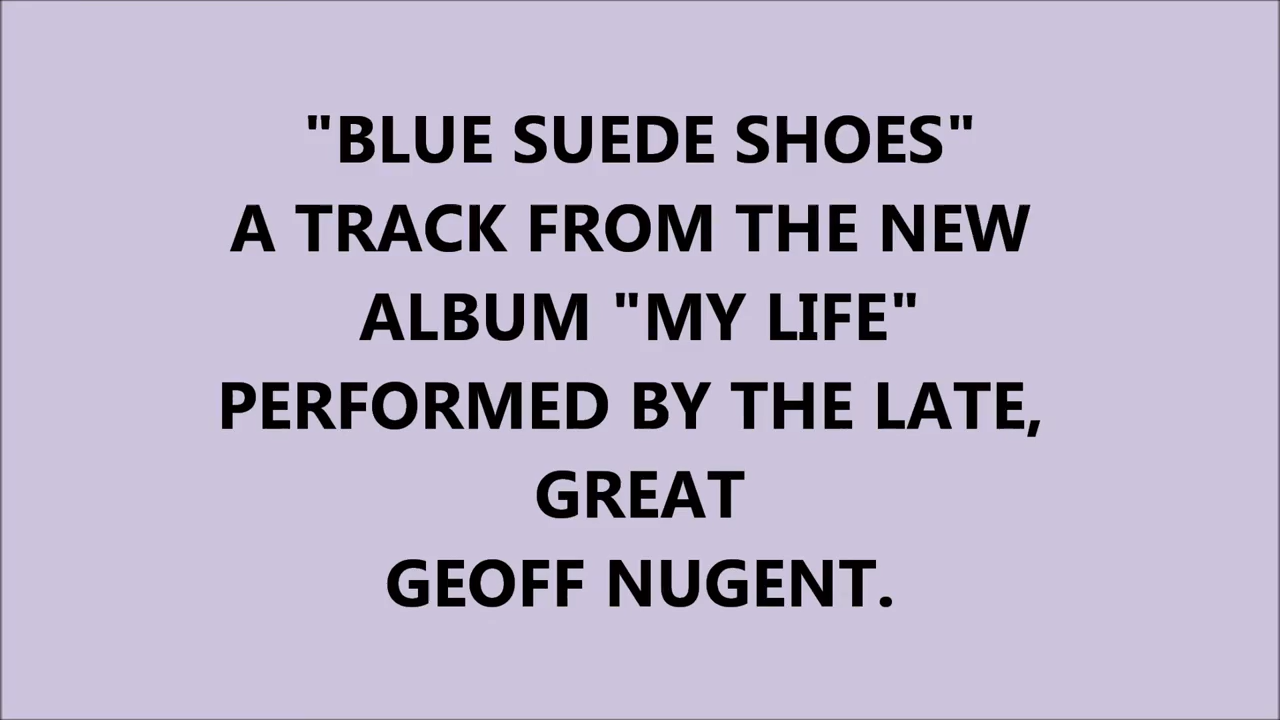 "BLUE SUEDE SHOES"
A TRACK FROM THE NEW
ALBUM "MY LIFE"
PERFORMED BY THE LATE,
GREAT
GEOFF NUGENT.